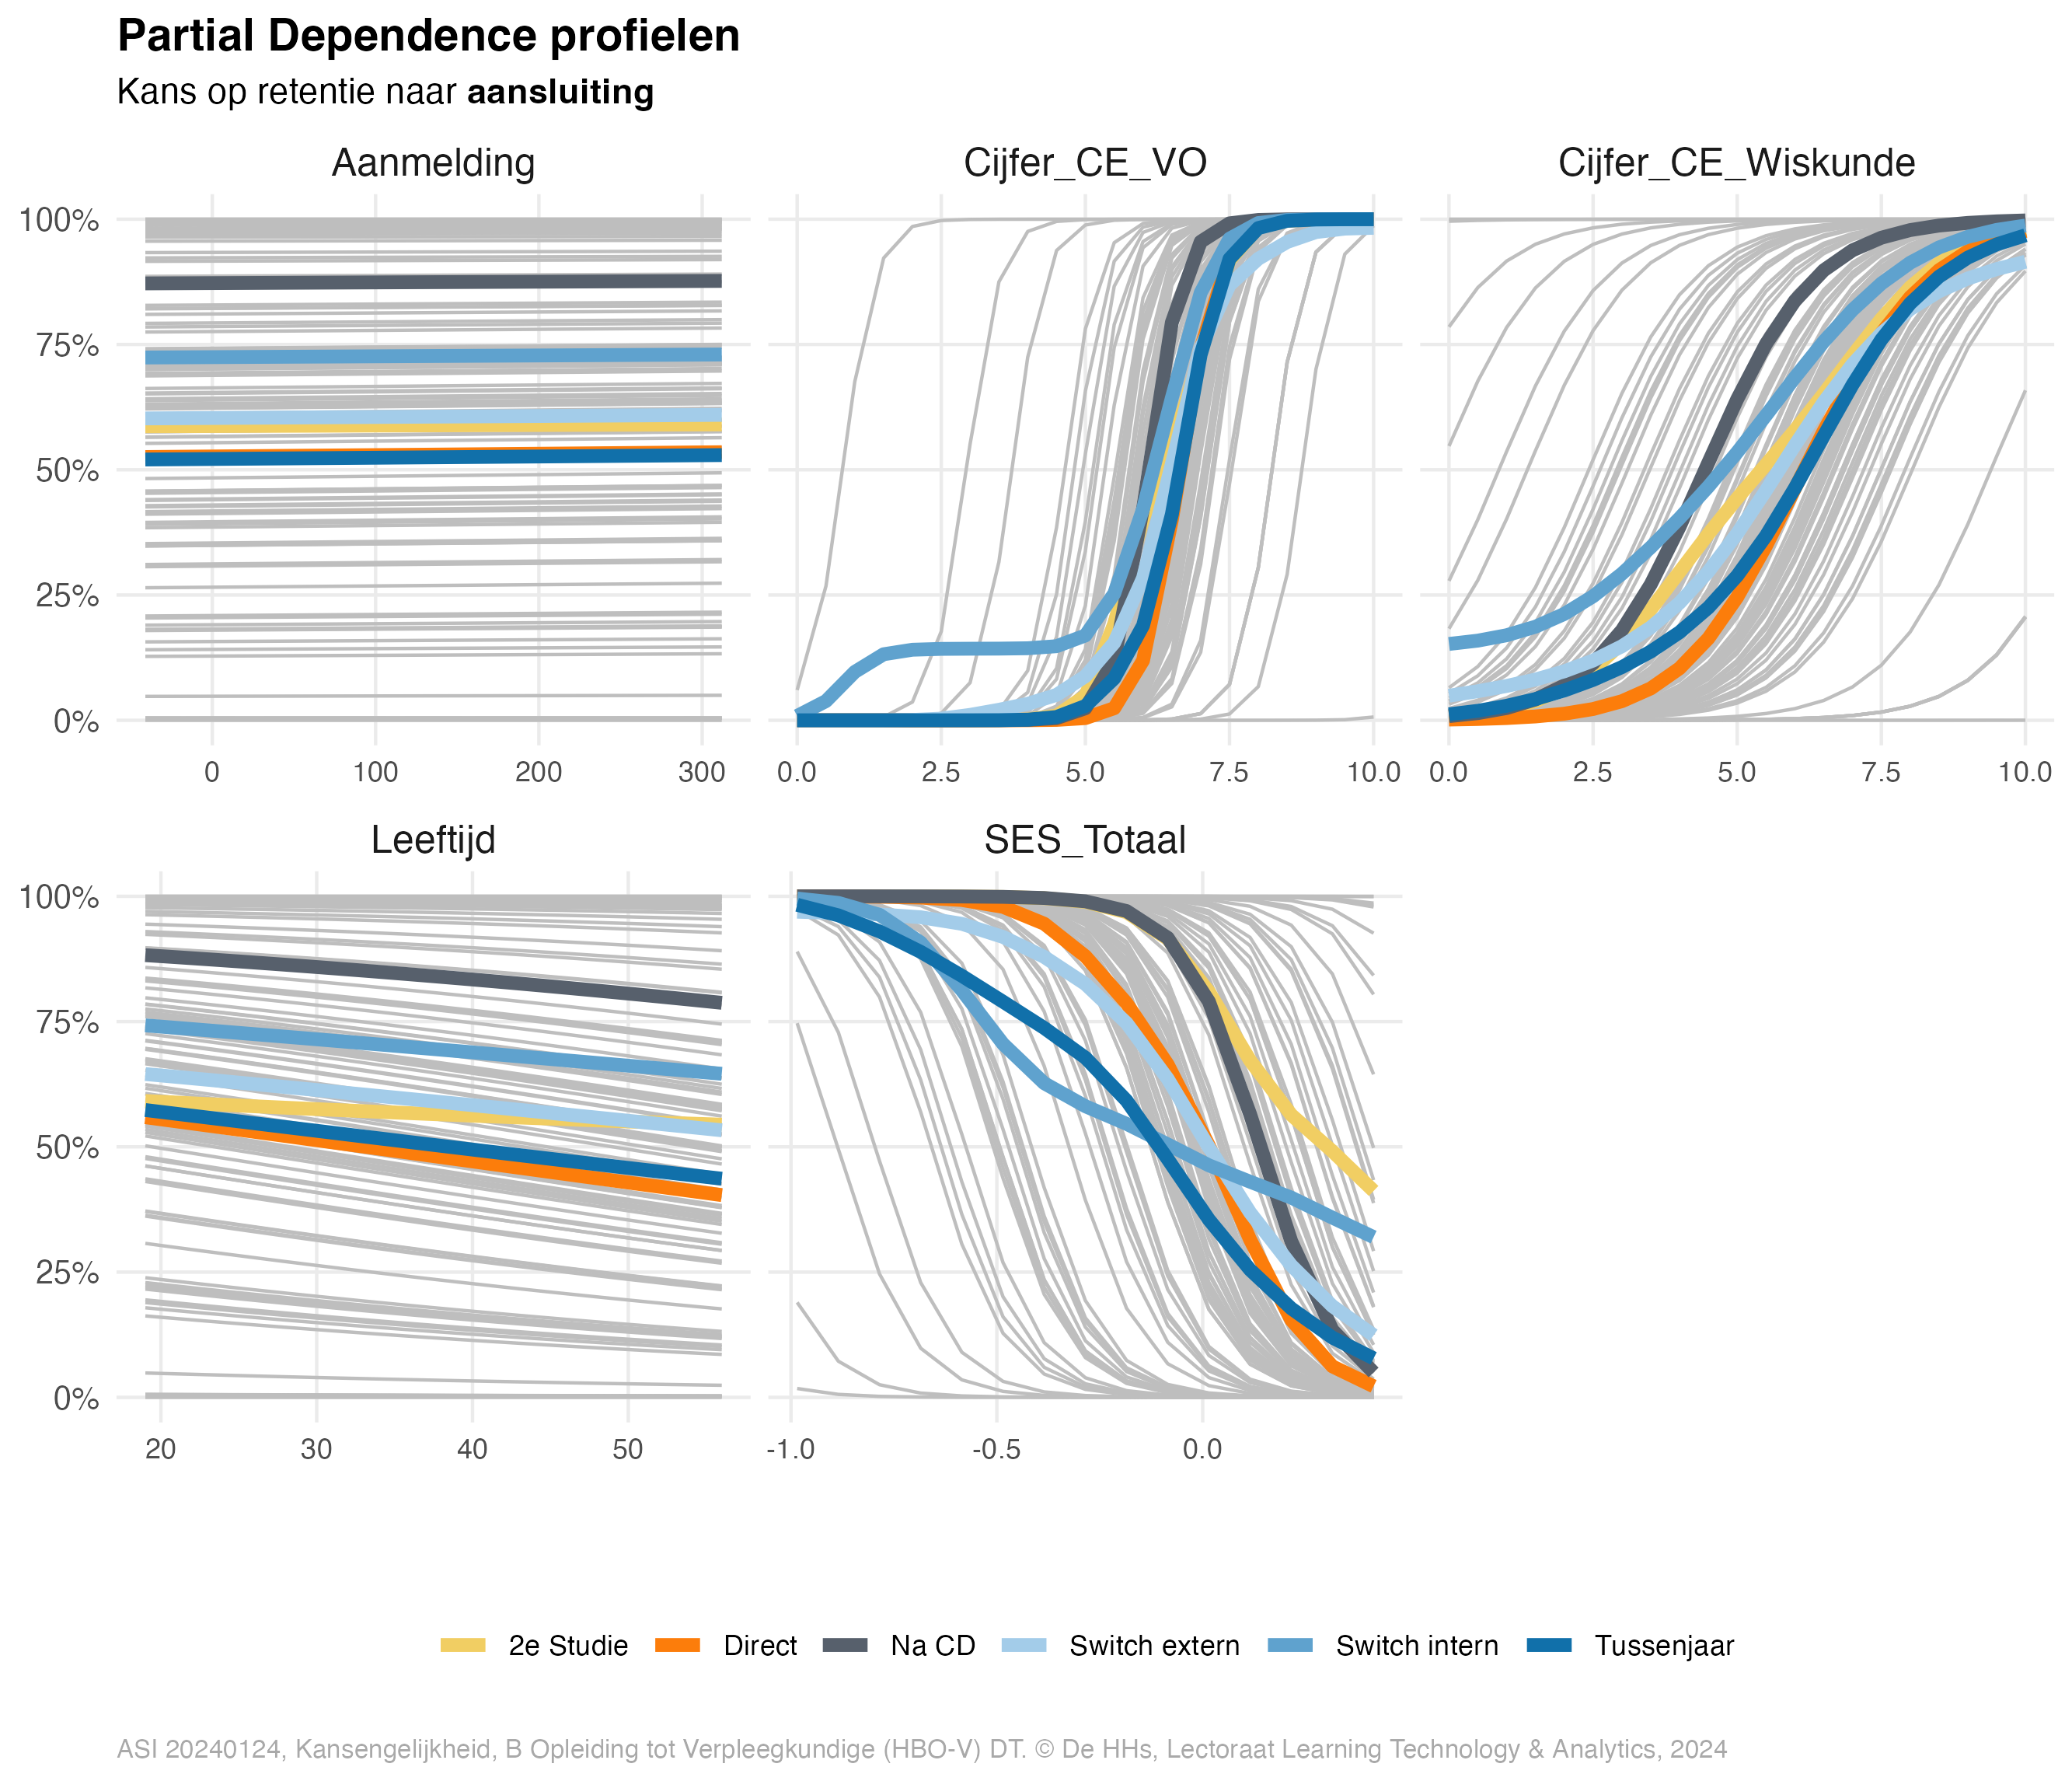 Partial Dependence profielen
Kans op retentie naar aansluiting
Aanmelding
Cijfer_CE_VO
Cijfer_CE_Wiskunde
100%
75%
50%
25%
0%
0 100 200 300
0.0 2.5 5.0 7.5 10.0
0.0 2.5 5.0 7.5 10.0
Leeftijd
SES_Totaal
100%
75%
50%
25%
0%
20 30 40 50
-1.0 -0.5 0.0
2e Studie Direct Na CD Switch extern Switch intern Tussenjaar
ASI 20240124, Kansengelijkheid, B Opleiding tot Verpleegkundige (HBO-V) DT. © De HHs, Lectoraat Learning Technology & Analytics, 2024